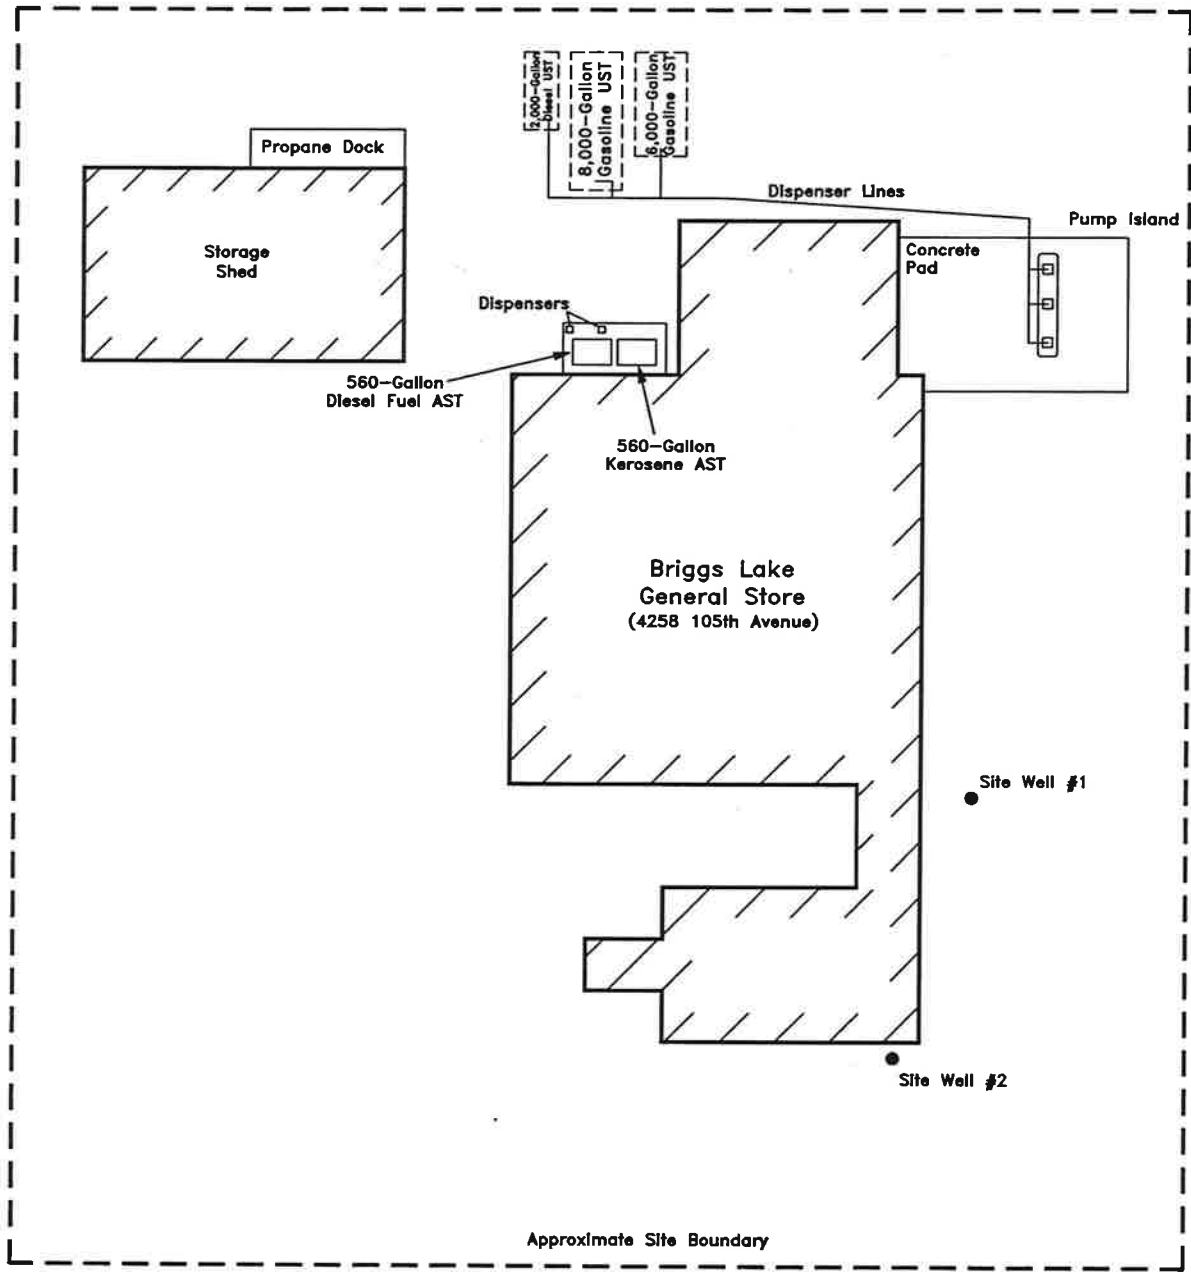 2,000-Gallon
Diesel UST
8,000-Gallon
Gasoline UST
6,000-Gallon
Gasoline UST
Propane Dock
Dispenser Lines
Pump Island
Storage
Shed
Concrete
Pad
Dispensers
560-Gallon
Diesel Fuel AST
560-Gallon
Kerosene AST
Briggs Lake
General Store
(4258 105th Avenue)
Site Well #1
Site Well #2
Approximate Site Boundary